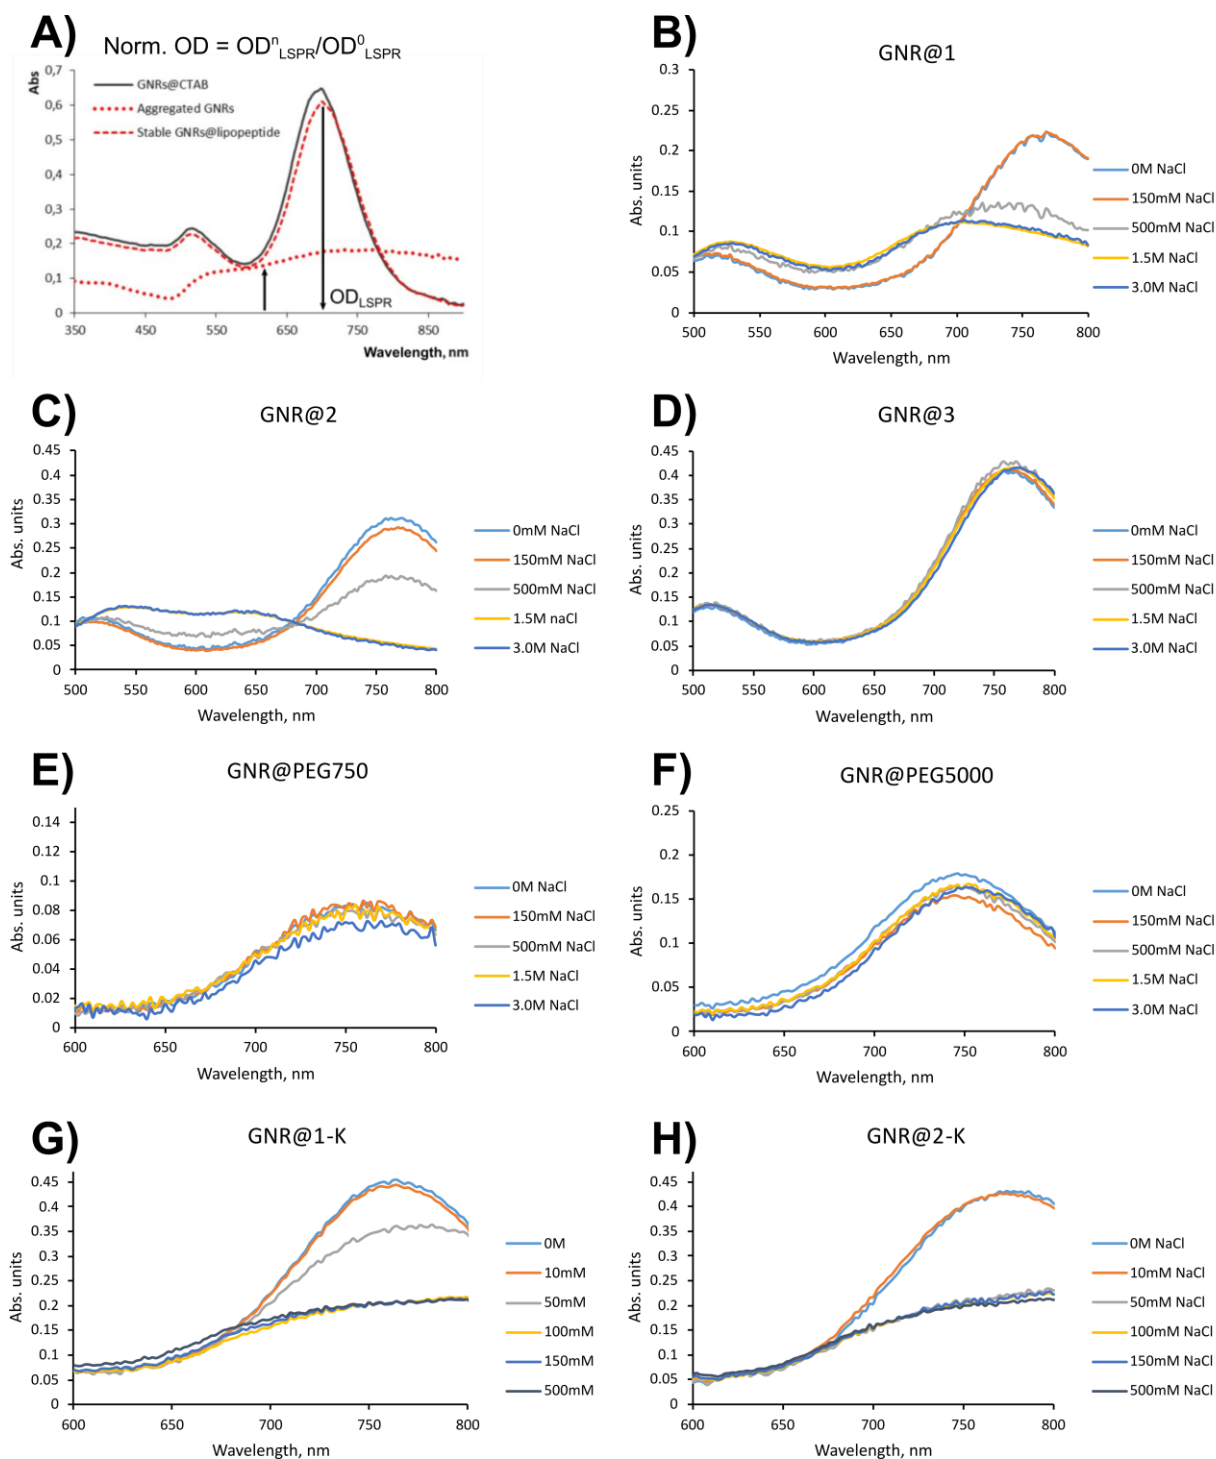 A)
Norm. OD = OD^n_LSPR/OD^0_LSPR
Abs
0,7
0,6
0,5
0,4
0,3
0,2
0,1
0
GNRs@CTAB
Aggregated GNRs
Stable GNRs@lipopeptide
OD_LSPR
350 450 550 650 750 850
Wavelength, nm
B)
GNR@1
Abs. units
0.3
0.25
0.2
0.15
0.1
0.05
0
500 550 600 650 700 750 800
Wavelength, nm
0M NaCl
150mM NaCl
500mM NaCl
1.5M NaCl
3.0M NaCl
C)
GNR@2
Abs. units
0.45
0.4
0.35
0.3
0.25
0.2
0.15
0.1
0.05
0
500 550 600 650 700 750 800
Wavelength, nm
0mM NaCl
150mM NaCl
500mM NaCl
1.5M naCl
3.0M NaCl
D)
GNR@3
Abs. units
0.45
0.4
0.35
0.3
0.25
0.2
0.15
0.1
0.05
0
500 550 600 650 700 750 800
Wavelength, nm
0mM NaCl
150mM NaCl
500mM NaCl
1.5M NaCl
3.0M NaCl
E)
GNR@PEG750
Abs. units
0.14
0.12
0.1
0.08
0.06
0.04
0.02
0
600 650 700 750 800
Wavelength, nm
0M NaCl
150mM NaCl
500mM NaCl
1.5M NaCl
3.0M NaCl
F)
GNR@PEG5000
Abs. units
0.25
0.2
0.15
0.1
0.05
0
600 650 700 750 800
Wavelength, nm
0M NaCl
150mM NaCl
500mM NaCl
1.5M NaCl
3.0M NaCl
G)
GNR@1-K
Abs. units
0.45
0.4
0.35
0.3
0.25
0.2
0.15
0.1
0.05
0
600 650 700 750 800
Wavelength, nm
0M
10mM
50mM
100mM
150mM
500mM
H)
GNR@2-K
Abs. units
0.45
0.4
0.35
0.3
0.25
0.2
0.15
0.1
0.05
0
600 650 700 750 800
Wavelength, nm
0M NaCl
10mM NaCl
50mM NaCl
100mM NaCl
150mM NaCl
500mM NaCl